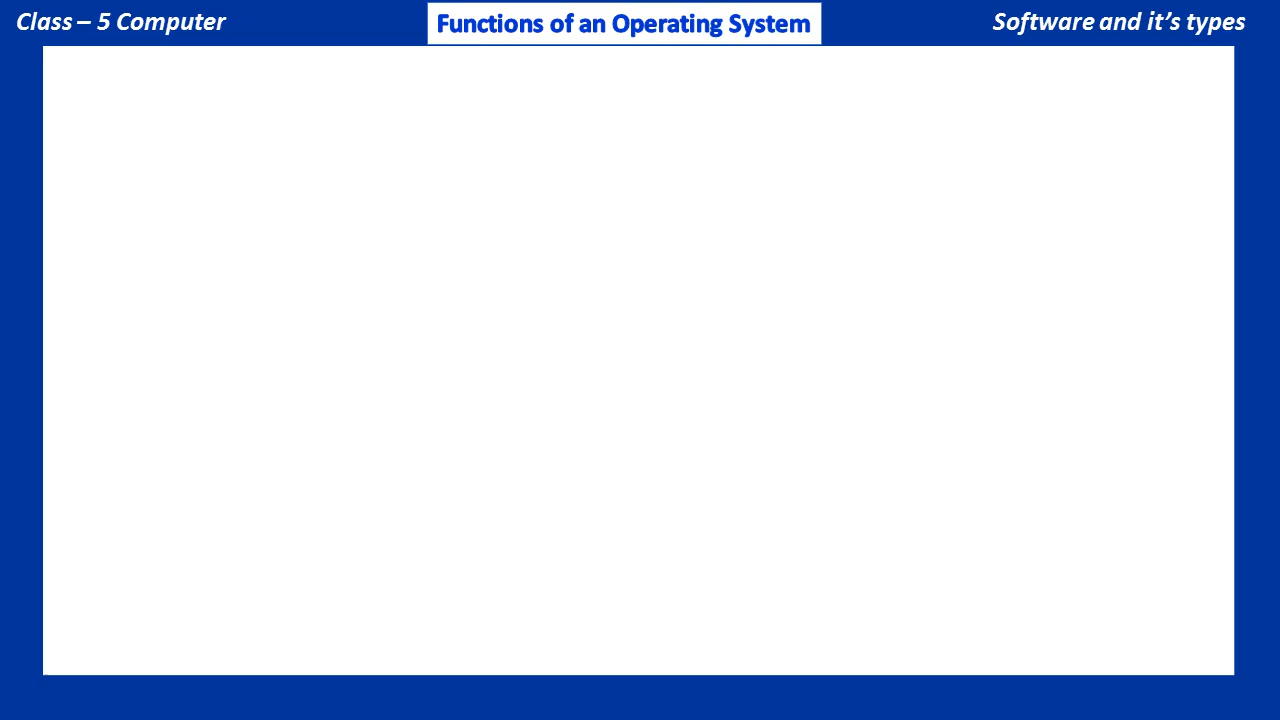 Class – 5 Computer
Functions of an Operating System
Software and it’s types